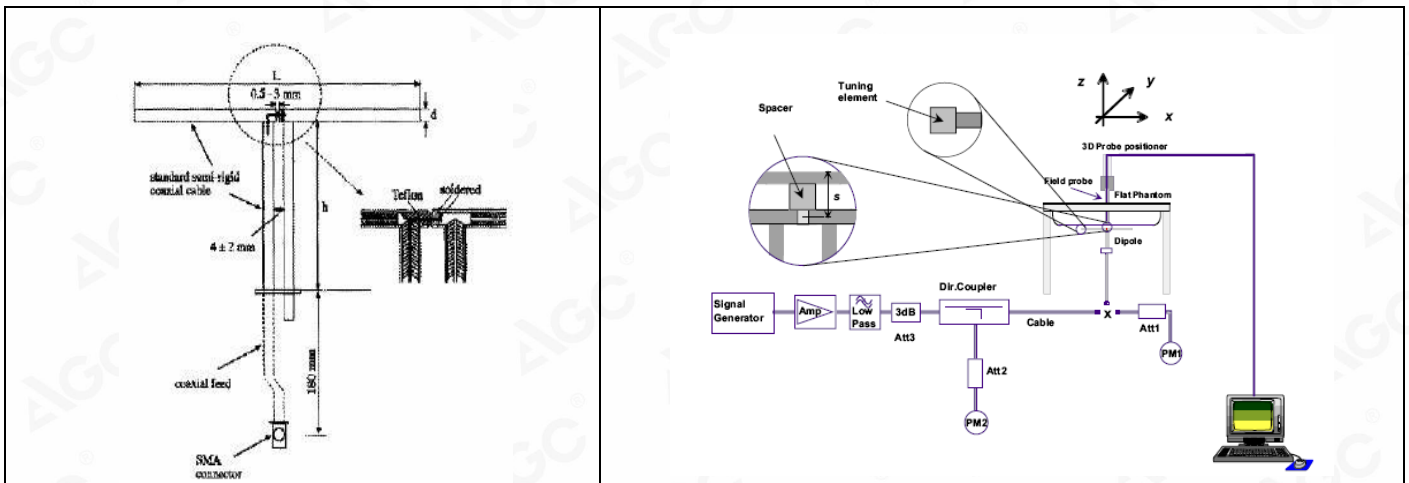 L
0.5-3 mm
d
standard semi-rigid
coaxial cable
h
Teflon
soldered
4 ± 2 mm
coaxial feed
180 mm
SMA
connector
Tuning
element
Spacer
s
z
y
x
3D Probe positioner
Field probe
Flat Phantom
Dipole
Signal
Generator
Amp
Low
Pass
3dB
Att3
Dir.Coupler
Cable
X
Att1
PM1
Att2
PM2
AGC